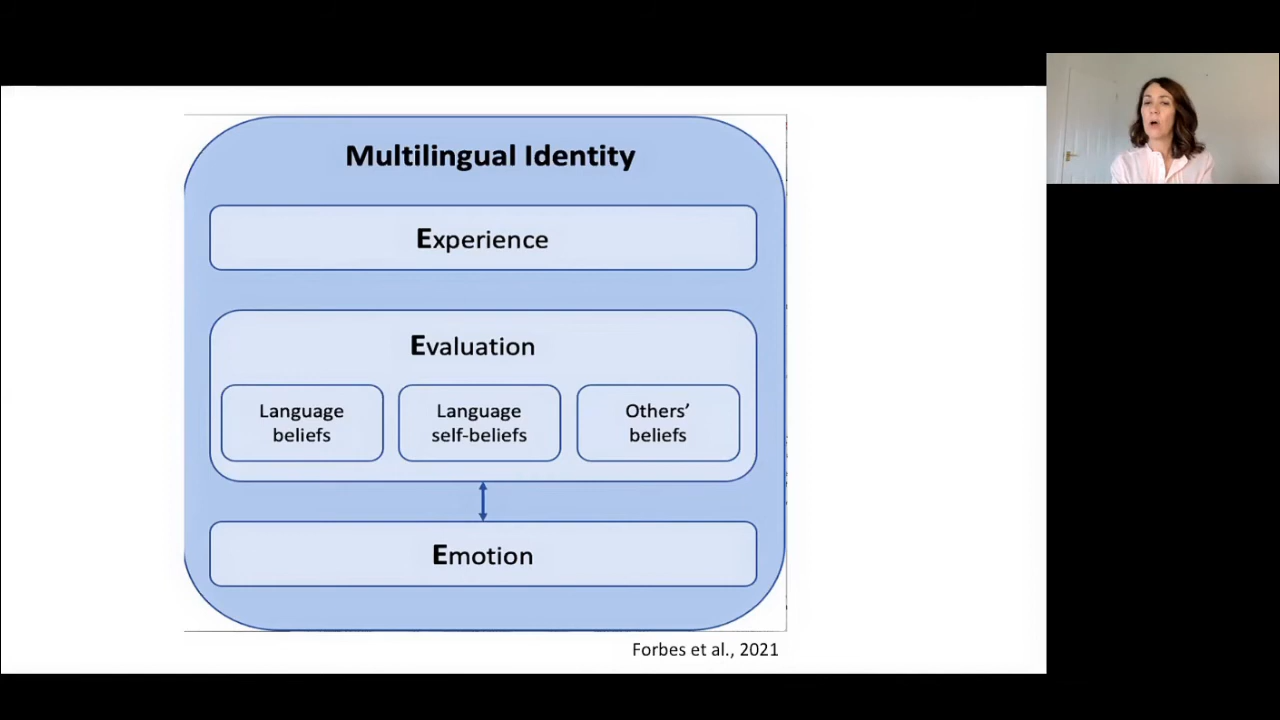 Multilingual Identity
Experience
Evaluation
Language
beliefs
Language
self-beliefs
Others’
beliefs
Emotion
Forbes et al., 2021